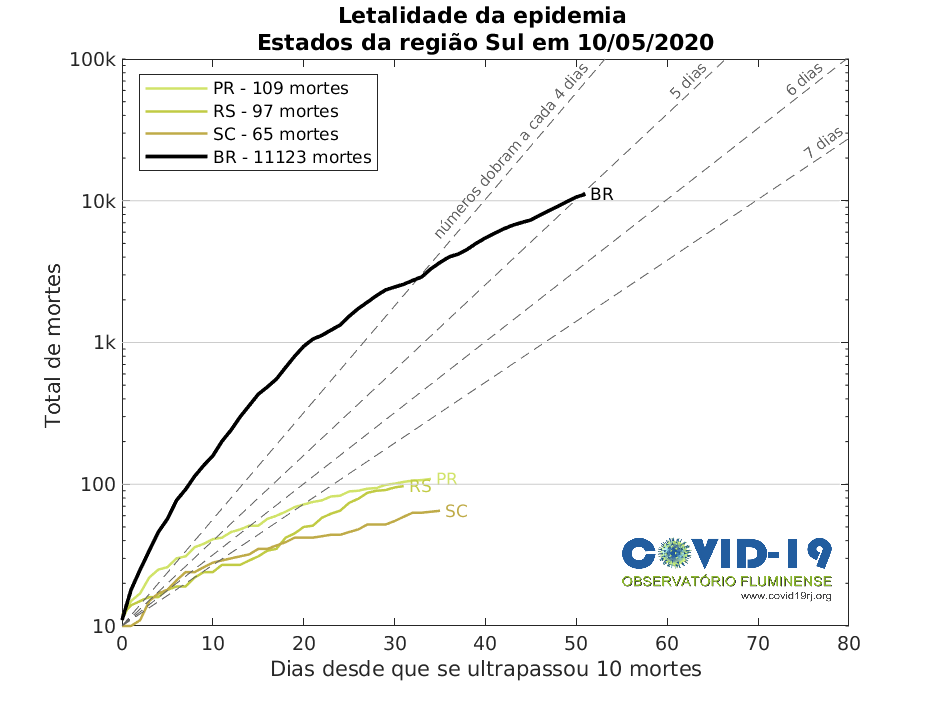 Letalidade da epidemia
Estados da região Sul em 10/05/2020
100k
10k
1k
100
10
Total de mortes
PR - 109 mortes
RS - 97 mortes
SC - 65 mortes
BR - 11123 mortes
números dobram a cada 4 dias
5 dias
6 dias
7 dias
BR
PR
RS
SC
COVID-19
OBSERVATÓRIO FLUMINENSE
www.covid19rj.org
0 10 20 30 40 50 60 70 80
Dias desde que se ultrapassou 10 mortes